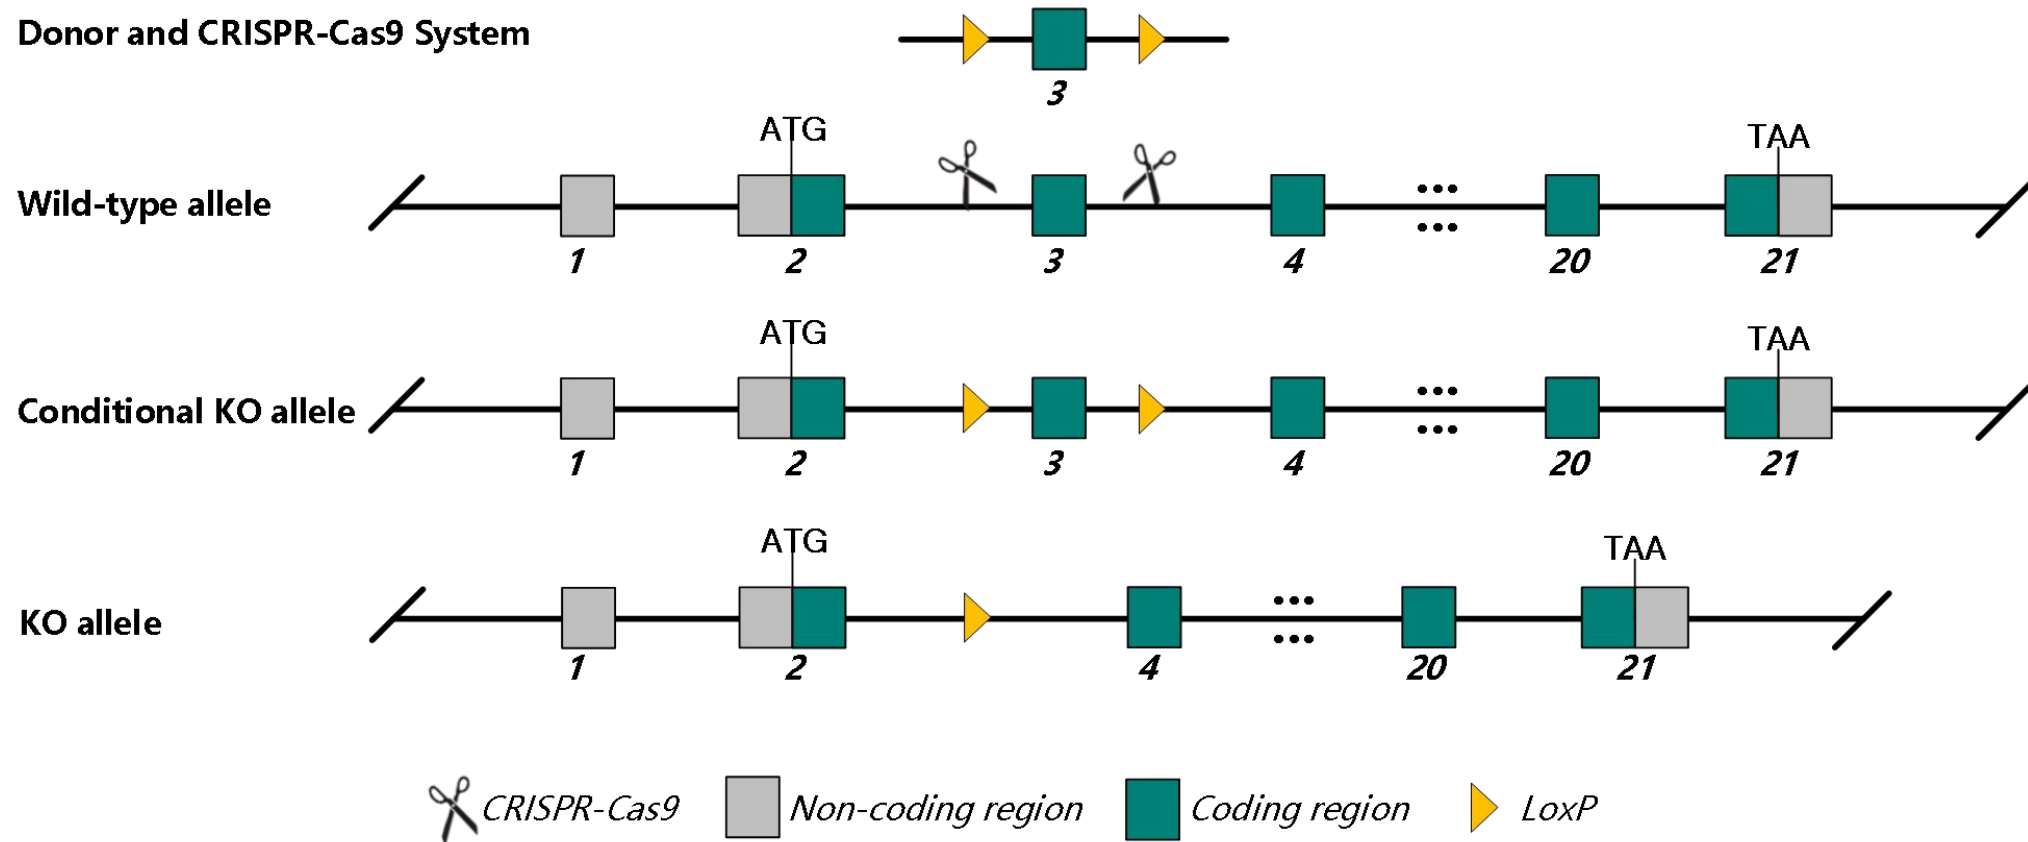 Donor and CRISPR-Cas9 System
3
ATG
TAA
Wild-type allele
1 2 3 4 ... ... 20 21
ATG
TAA
Conditional KO allele
1 2 3 4 ... ... 20 21
ATG
TAA
KO allele
1 2 4 ... ... 20 21
CRISPR-Cas9 Non-coding region Coding region LoxP